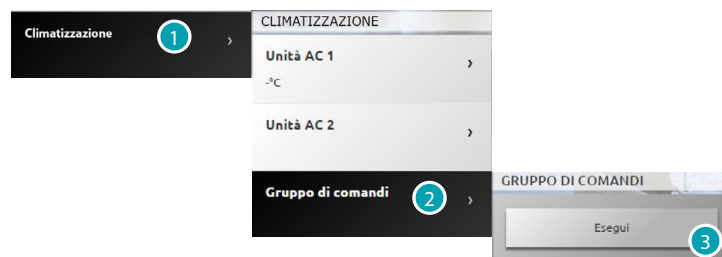 Climatizzazione
1
CLIMATIZZAZIONE
Unità AC 1
-°C
Unità AC 2
Gruppo di comandi
2
GRUPPO DI COMANDI
Esegui
3